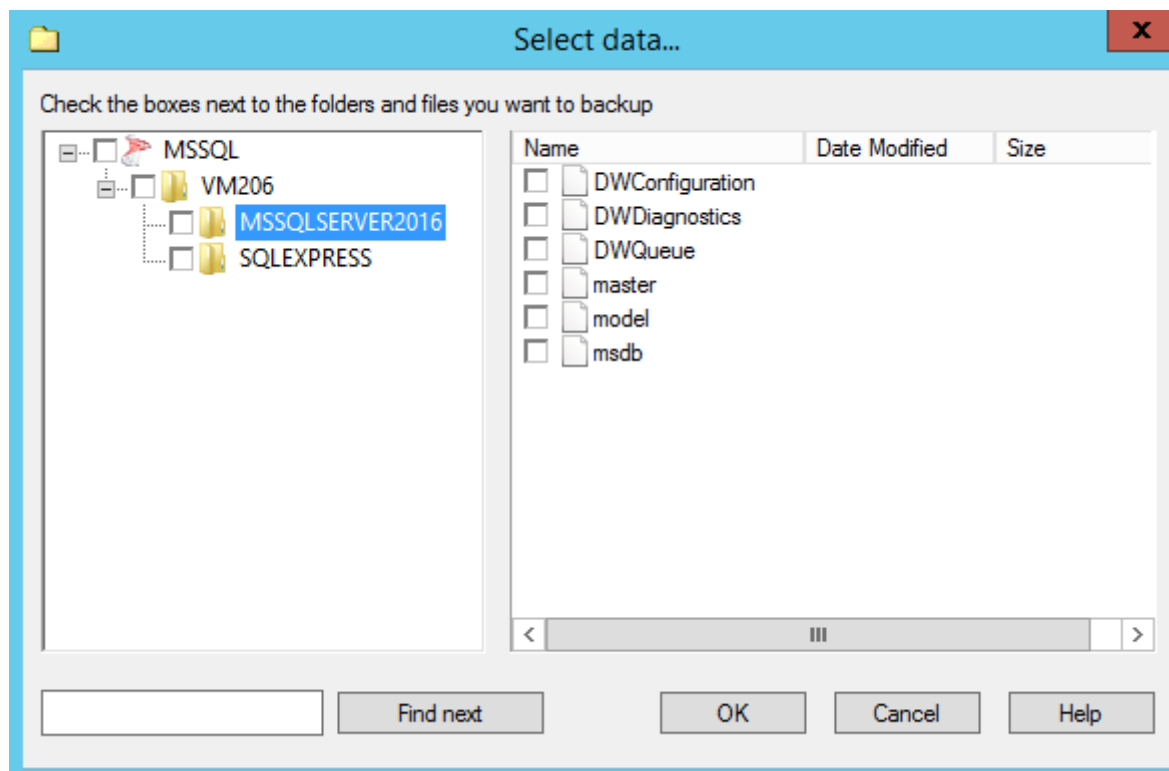 Select data...
x
Check the boxes next to the folders and files you want to backup
MSSQL
VM206
MSSQLSERVER2016
SQLEXPRESS
Name Date Modified Size
DWConfiguration
DWDiagnostics
DWQueue
master
model
msdb
Find next OK Cancel Help